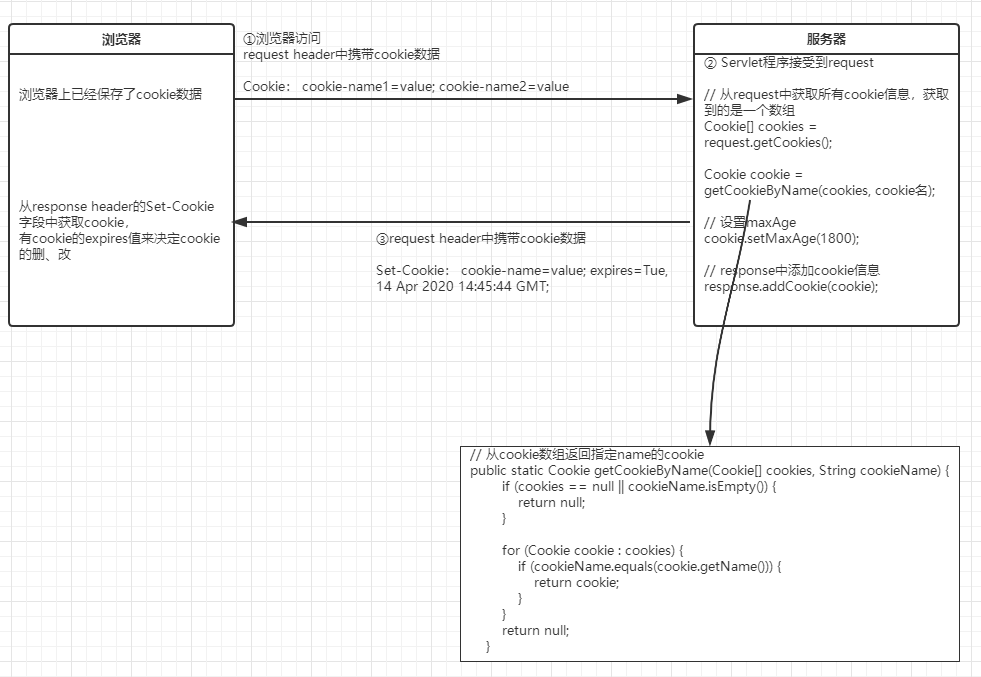 浏览器
浏览器上已经保存了cookie数据
从response header的Set-Cookie
字段中获取cookie，
有cookie的expires值来决定cookie
的删、改
①浏览器访问
request header中携带cookie数据
Cookie： cookie-name1=value; cookie-name2=value
③request header中携带cookie数据
Set-Cookie： cookie-name=value; expires=Tue,
14 Apr 2020 14:45:44 GMT;
服务器
② Servlet程序接受到request
// 从request中获取所有cookie信息，获取
到的是一个数组
Cookie[] cookies =
request.getCookies();
Cookie cookie =
getCookieByName(cookies, cookie名);
// 设置maxAge
cookie.setMaxAge(1800);
// response中添加cookie信息
response.addCookie(cookie);
// 从cookie数组返回指定name的cookie
public static Cookie getCookieByName(Cookie[] cookies, String cookieName) {
if (cookies == null || cookieName.isEmpty()) {
return null;
}
for (Cookie cookie : cookies) {
if (cookieName.equals(cookie.getName())) {
return cookie;
}
}
return null;
}